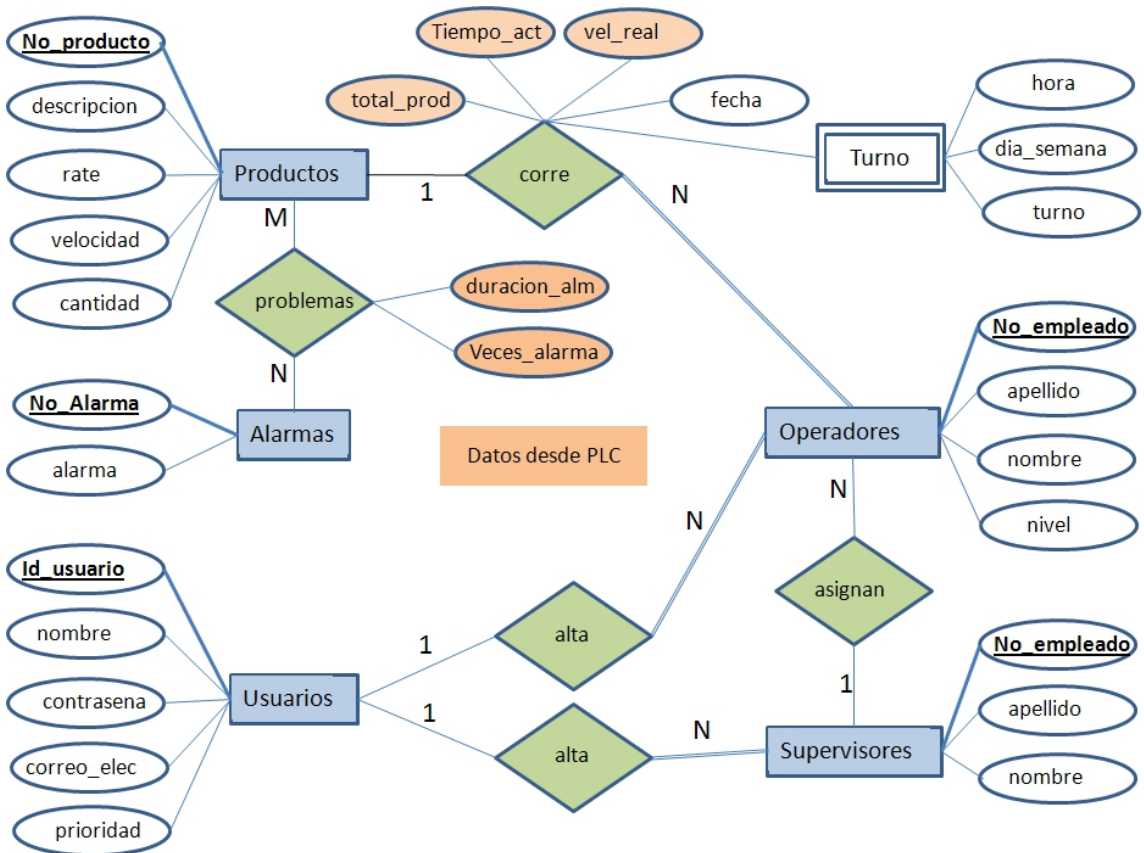 No_producto
descripcion
rate
velocidad
cantidad
Productos
1
corre
Tiempo_act
vel_real
total_prod
fecha
Turno
hora
dia_semana
turno
N
M
problemas
duracion_alm
Veces_alarma
N
No_Alarma
alarma
Alarmas
Datos desde PLC
Operadores
No_empleado
apellido
nombre
nivel
N
asignan
1
N
alta
1
Id_usuario
nombre
contrasena
correo_elec
prioridad
Usuarios
1
alta
N
Supervisores
No_empleado
apellido
nombre